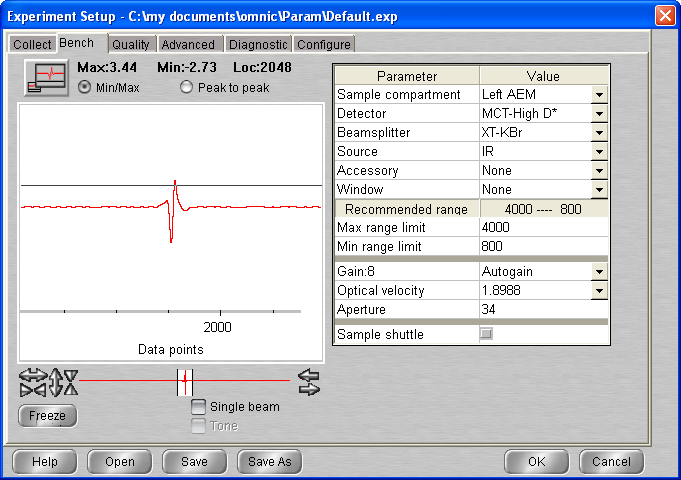 Experiment Setup - C:\my documents\omnic\Param\Default.exp
Collect Bench Quality Advanced Diagnostic Configure
Max:3.44 Min:-2.73 Loc:2048
Min/Max Peak to peak
Parameter Value
Sample compartment Left AEM
Detector MCT-High D*
Beamsplitter XT-KBr
Source IR
Accessory None
Window None
Recommended range 4000 ---- 800
Max range limit 4000
Min range limit 800
Gain:8 Autogain
Optical velocity 1.8988
Aperture 34
Sample shuttle
2000
Data points
Single beam
Tone
Freeze
Help Open Save Save As OK Cancel